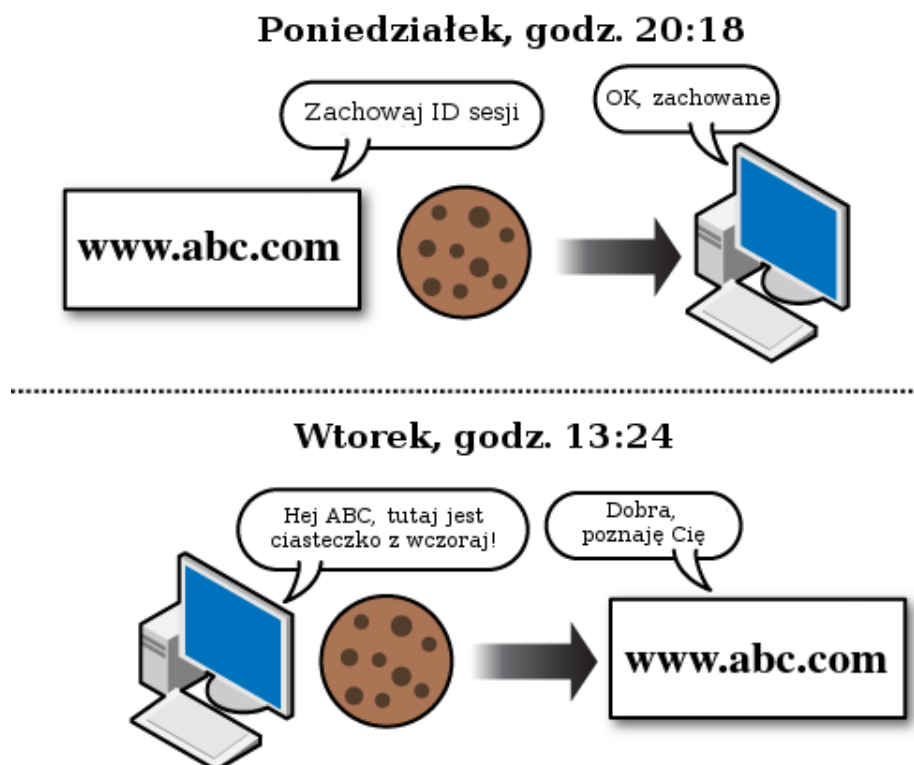 Poniedziałek, godz. 20:18
Zachowaj ID sesji
OK, zachowane
www.abc.com
Wtorek, godz. 13:24
Hej ABC, tutaj jest
ciasteczko z wczoraj!
Dobra,
poznaję Cię
www.abc.com